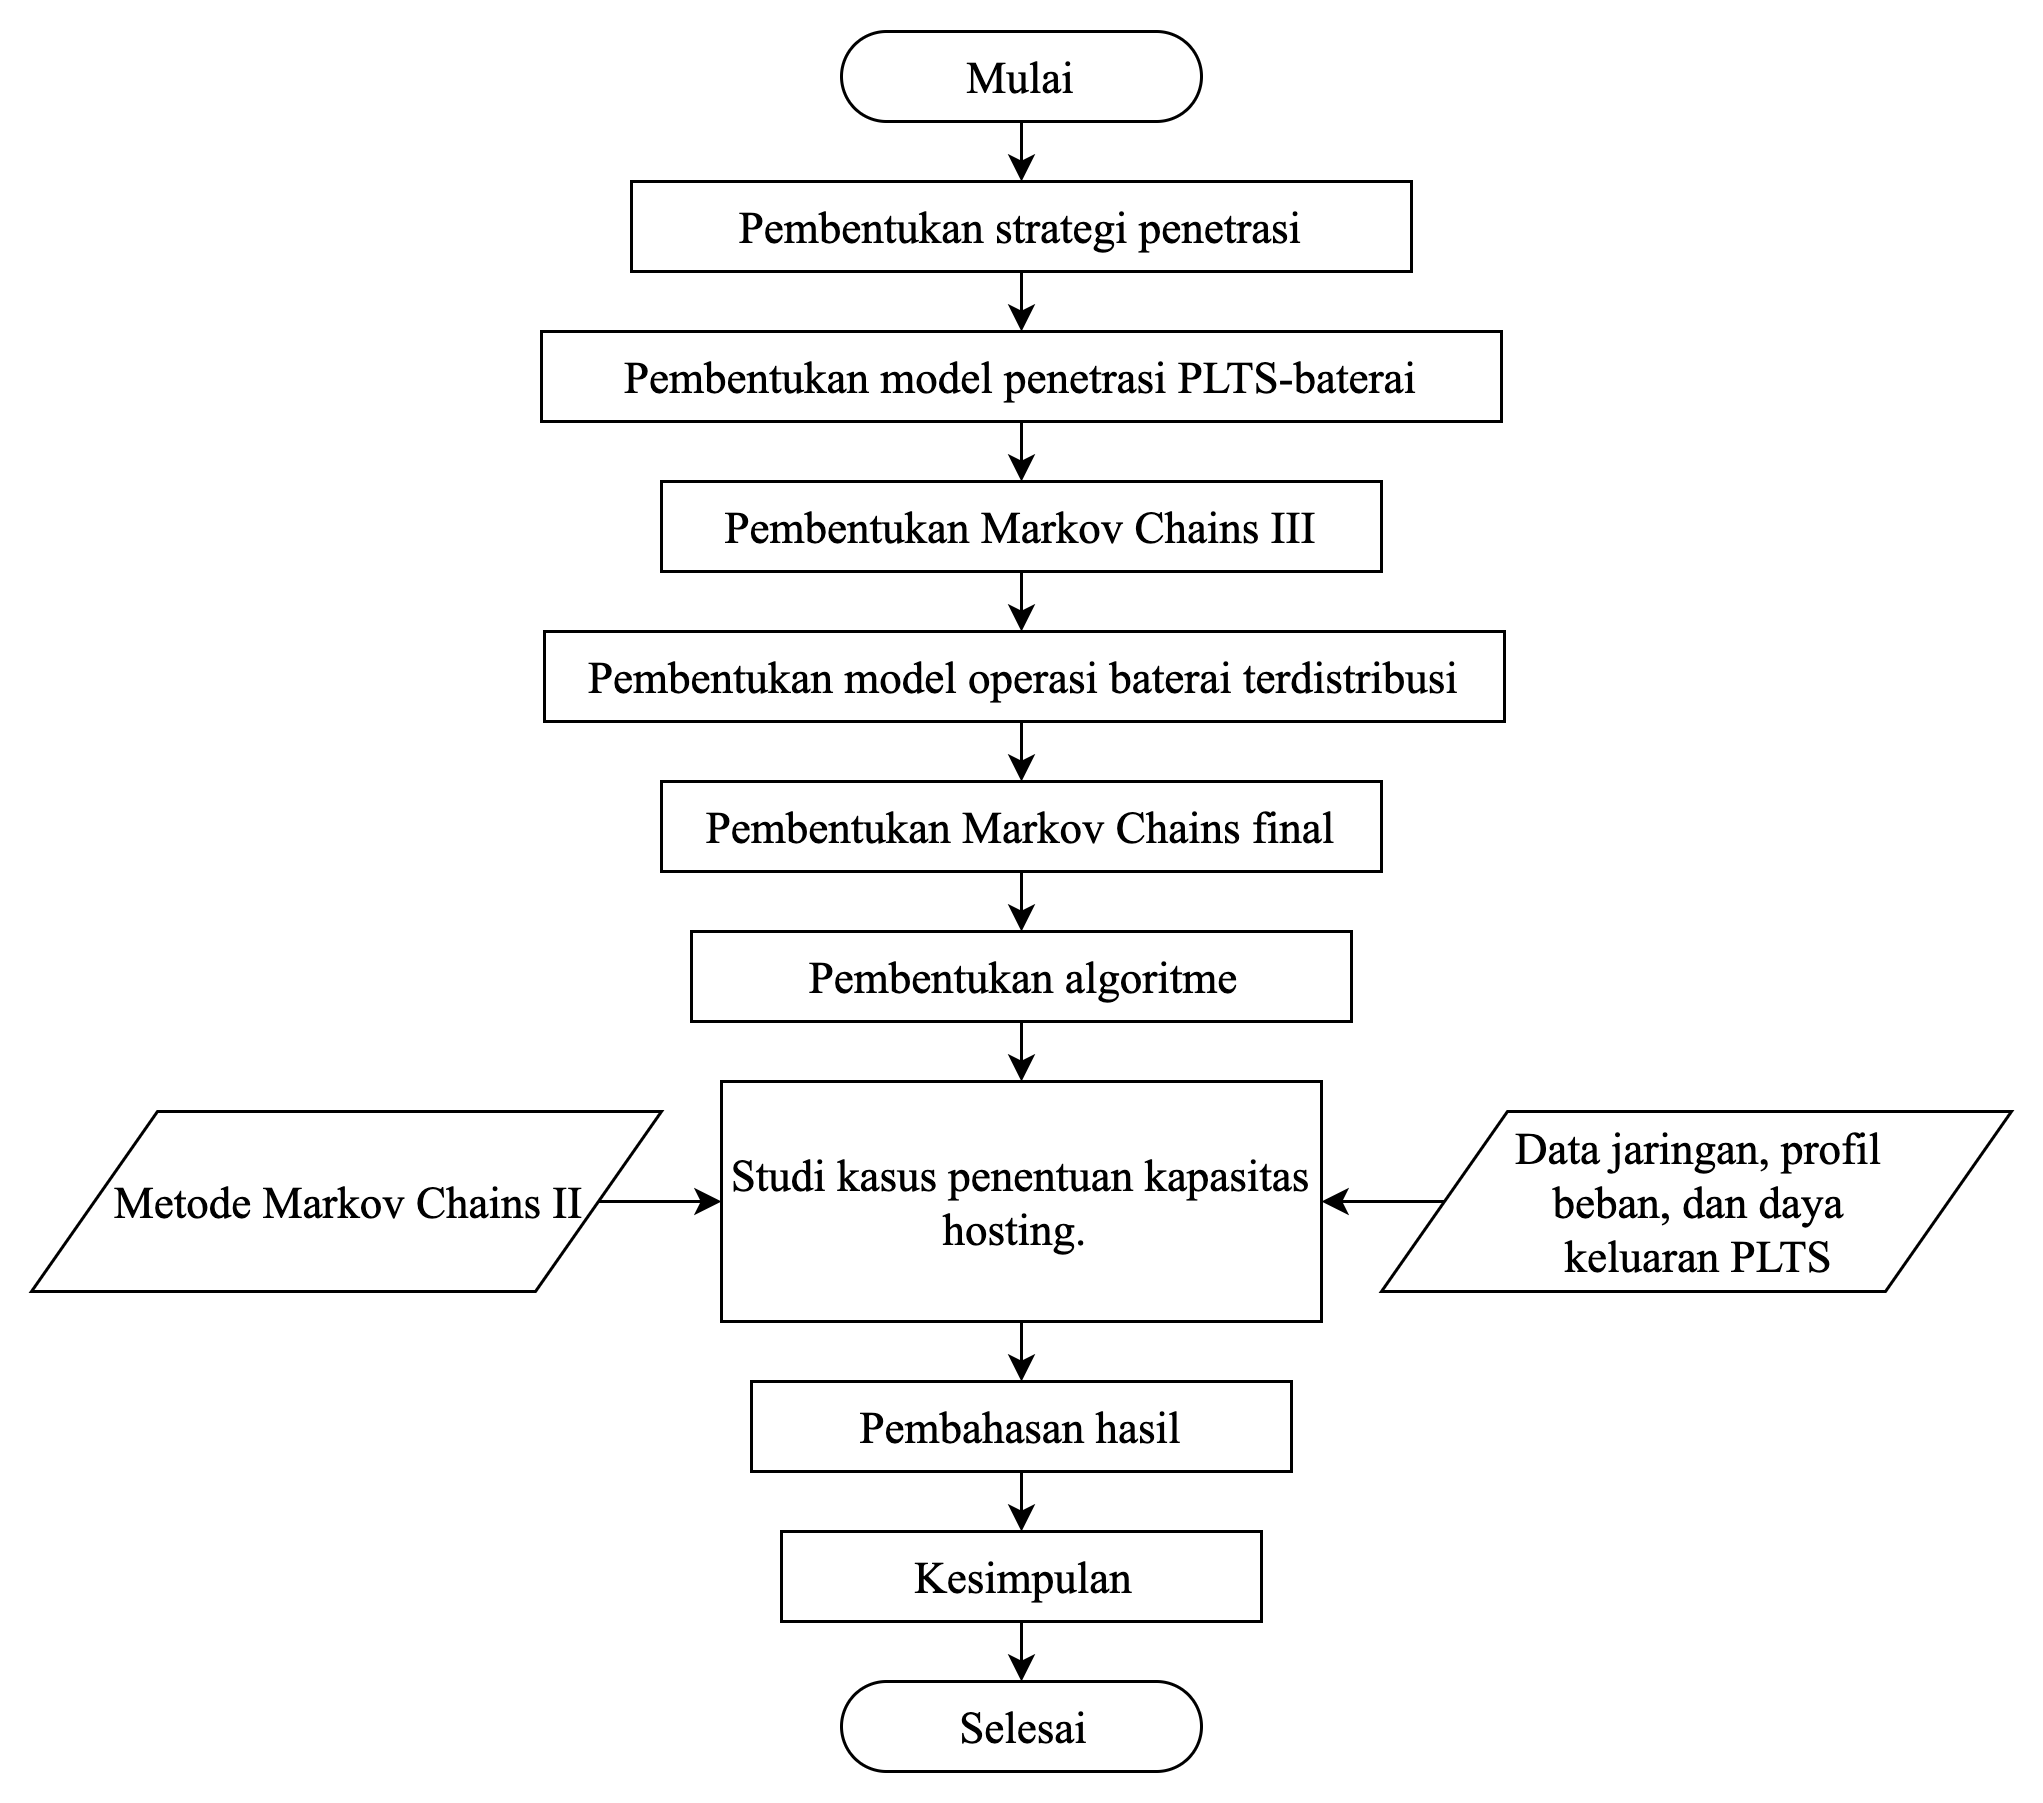 Mulai
Pembentukan strategi penetrasi
Pembentukan model penetrasi PLTS-baterai
Pembentukan Markov Chains III
Pembentukan model operasi baterai terdistribusi
Pembentukan Markov Chains final
Pembentukan algoritme
Metode Markov Chains II
Studi kasus penentuan kapasitas
hosting.
Data jaringan, profil
beban, dan daya
keluaran PLTS
Pembahasan hasil
Kesimpulan
Selesai